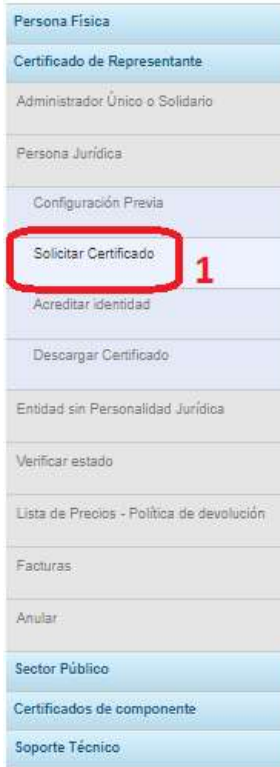 Persona Física
Certificado de Representante
Administrador Único o Solidario
Persona Jurídica
Configuración Previa
Solicitar Certificado
1
Acreditar identidad
Descargar Certificado
Entidad sin Personalidad Jurídica
Verificar estado
Lista de Precios - Política de devolución
Facturas
Anular
Sector Público
Certificados de componente
Soporte Técnico